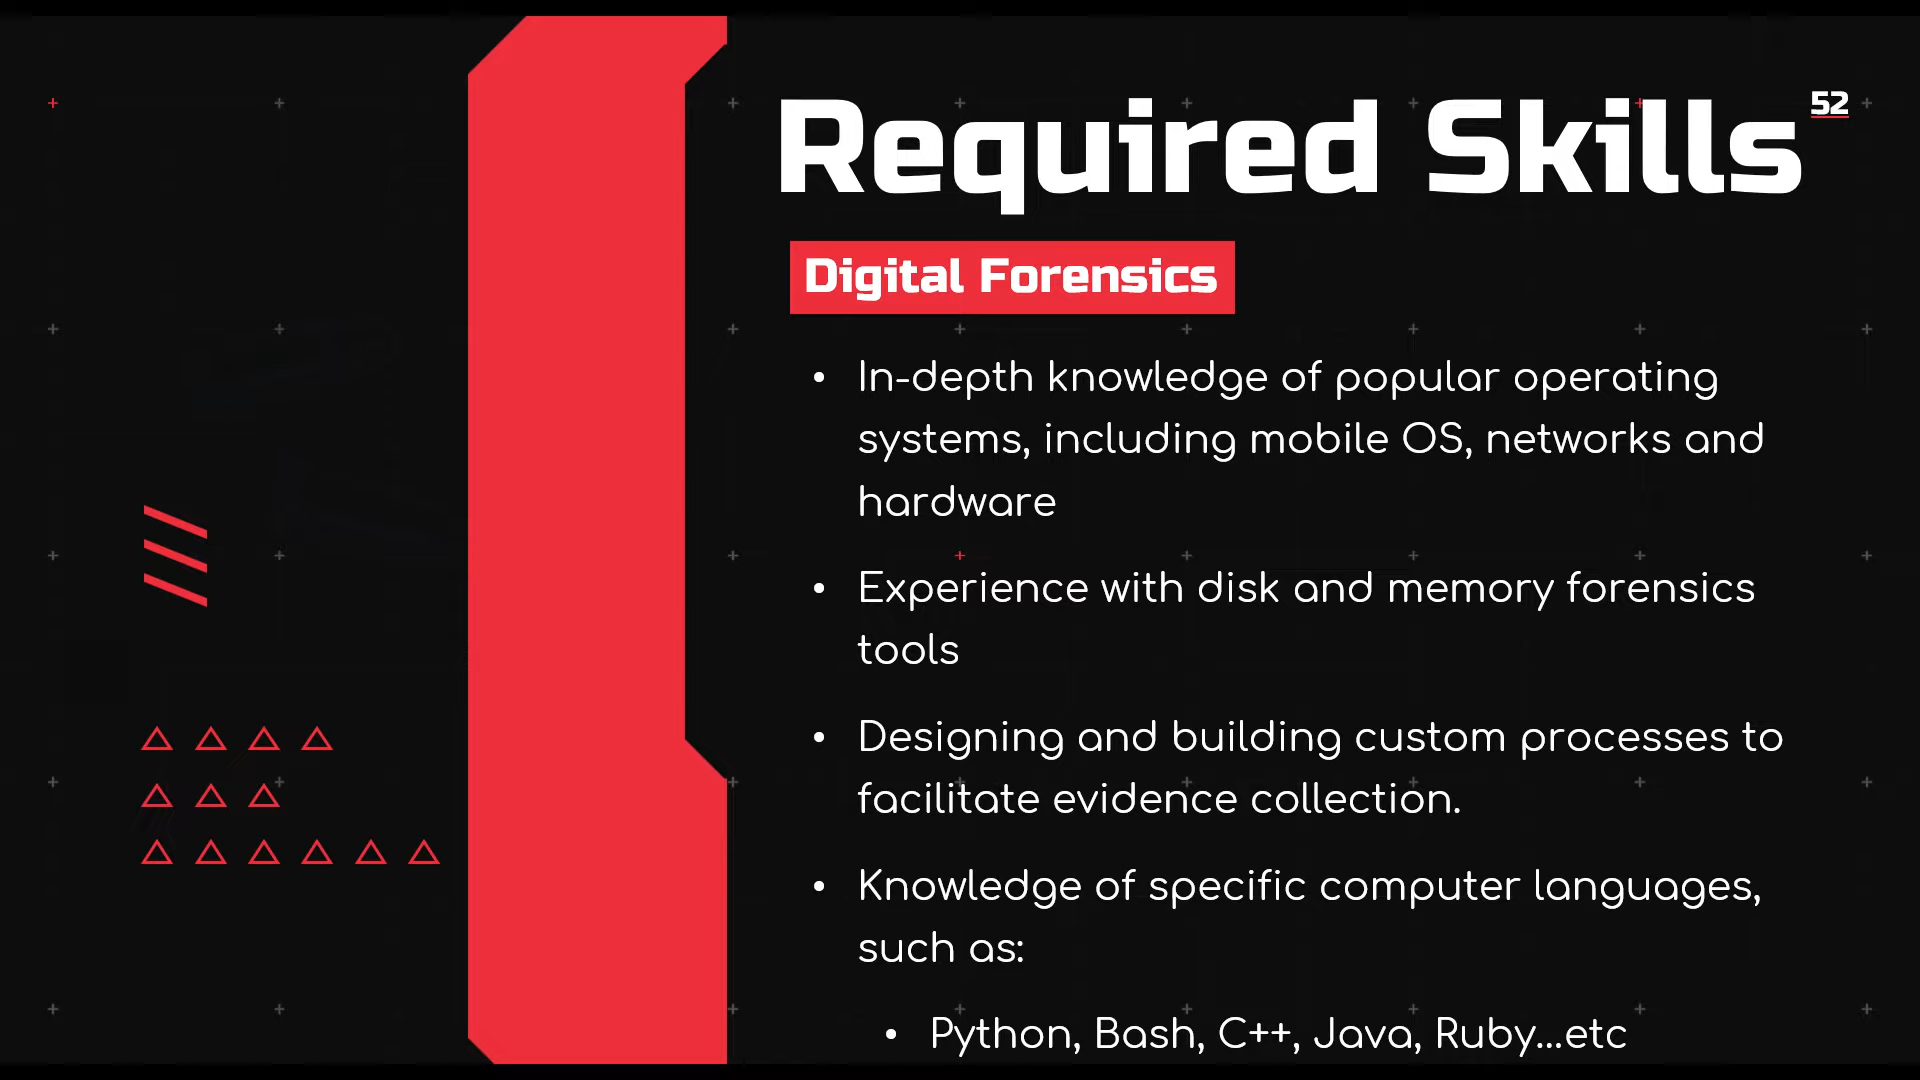 Required Skills
52
Digital Forensics
• In-depth knowledge of popular operating
systems, including mobile OS, networks and
hardware
• Experience with disk and memory forensics
tools
• Designing and building custom processes to
facilitate evidence collection.
• Knowledge of specific computer languages,
such as:
• Python, Bash, C++, Java, Ruby...etc